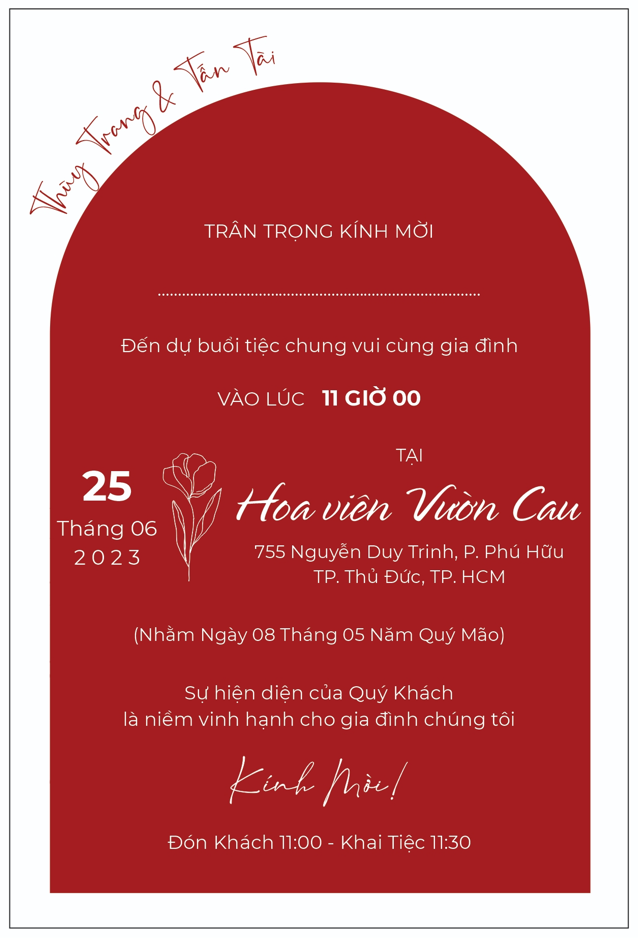 Thùy Trang & Tấn Tài
TRÂN TRỌNG KÍNH MỜI
................................................................................
Đến dự buổi tiệc chung vui cùng gia đình
VÀO LÚC 11 GIỜ 00
25
Tháng 06
2023
TẠI
Hoa viên Vườn Cau
755 Nguyễn Duy Trinh, P. Phú Hữu
TP. Thủ Đức, TP. HCM
(Nhằm Ngày 08 Tháng 05 Năm Quý Mão)
Sự hiện diện của Quý Khách
là niềm vinh hạnh cho gia đình chúng tôi
Kính Mời!
Đón Khách 11:00 - Khai Tiệc 11:30